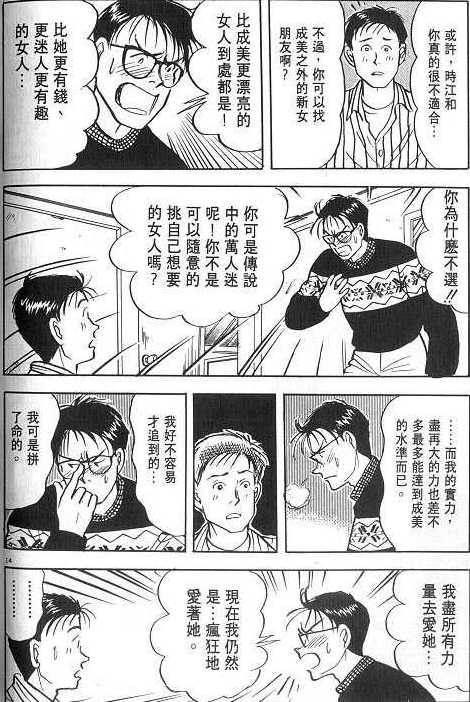 或許，時江和
你真的很不適合…
不過，你可以找
成美之外的新女
朋友啊？
比成美更漂亮的
女人到處都是！
比她更有錢、
更迷人更有趣
的女人…
你為什麼不選！！
你可是傳說
中的萬人迷
呢！你不是
可以隨意的
挑自己想要
的女人嗎？
……而我的實力，
盡再大的力也差不
多最多能達到成美
的水準而已。
我好不容易
才追到的…
我可是拼
了命的。
14
我盡所有力
量去愛她…
現在我仍然
是…瘋狂地
愛著她。
………
………